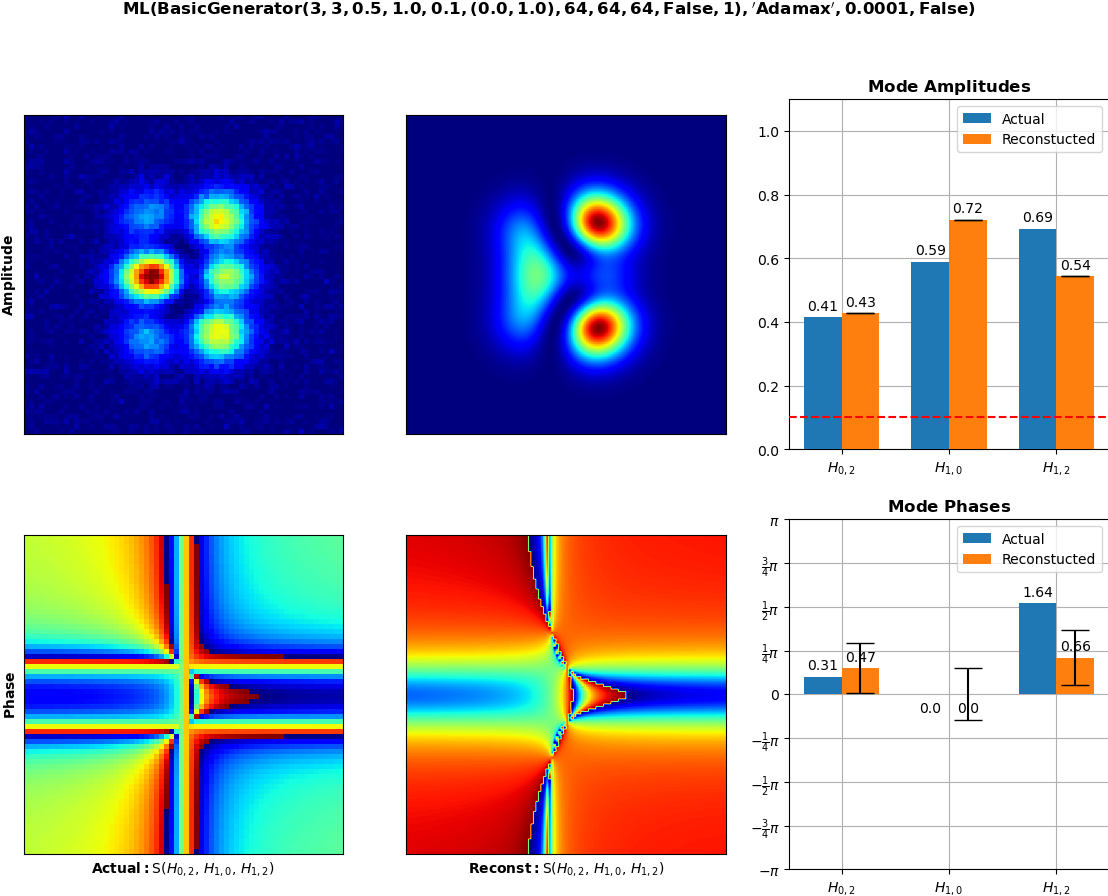 ML(BasicGenerator(3, 3, 0.5, 1.0, 0.1, (0.0, 1.0), 64, 64, 64, False, 1), 'Adamax', 0.0001, False)
Amplitude
Mode Amplitudes
Actual
Reconstucted
1.0
0.8
0.6
0.4
0.2
0.0
0.41
0.43
0.59
0.72
0.69
0.54
H0, 2
H1, 0
H1, 2
Phase
Actual: S(H0, 2, H1, 0, H1, 2)
Reconst: S(H0, 2, H1, 0, H1, 2)
Mode Phases
Actual
Reconstucted
π
3/4π
1/2π
1/4π
0
−1/4π
−1/2π
−3/4π
−π
0.31
0.47
0.0
0.0
1.64
0.66
H0, 2
H1, 0
H1, 2